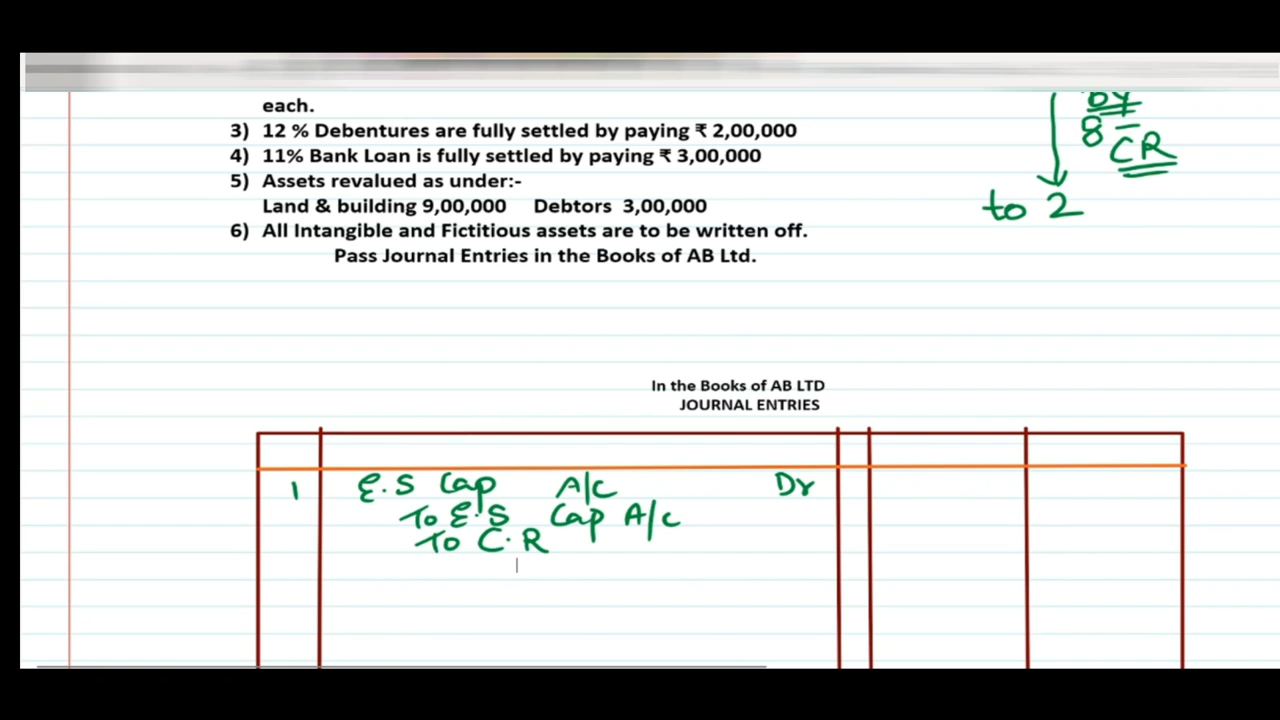 each.
3) 12 % Debentures are fully settled by paying ₹ 2,00,000
4) 11% Bank Loan is fully settled by paying ₹ 3,00,000
5) Assets revalued as under:-
Land & building 9,00,000 Debtors 3,00,000
6) All Intangible and Fictitious assets are to be written off.
Pass Journal Entries in the Books of AB Ltd.
by
8
CR
to 2
In the Books of AB LTD
JOURNAL ENTRIES
1 E.S Cap A/C Dr
To E.S Cap A/C
To C.R